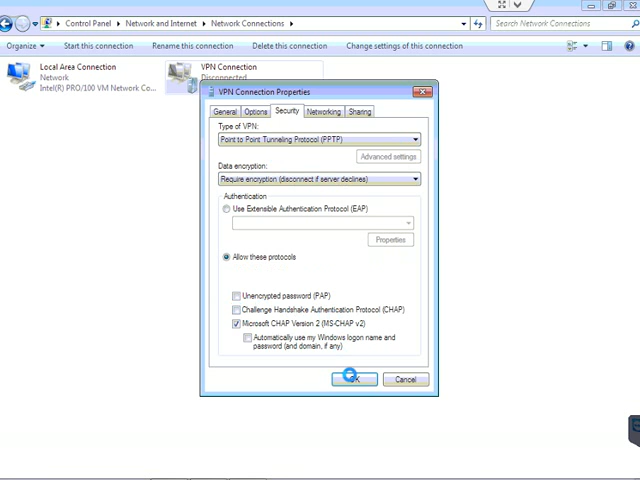 Control Panel ▸ Network and Internet ▸ Network Connections ▸
Search Network Connections
Organize
Start this connection
Rename this connection
Delete this connection
Change settings of this connection
Local Area Connection
Network
Intel(R) PRO/100 VM Network Co...
VPN Connection
Disconnected
VPN Connection Properties
General
Options
Security
Networking
Sharing
Type of VPN:
Point to Point Tunneling Protocol (PPTP)
Advanced settings
Data encryption:
Require encryption (disconnect if server declines)
Authentication
Use Extensible Authentication Protocol (EAP)
Properties
Allow these protocols
Unencrypted password (PAP)
Challenge Handshake Authentication Protocol (CHAP)
Microsoft CHAP Version 2 (MS-CHAP v2)
Automatically use my Windows logon name and
password (and domain, if any)
OK
Cancel